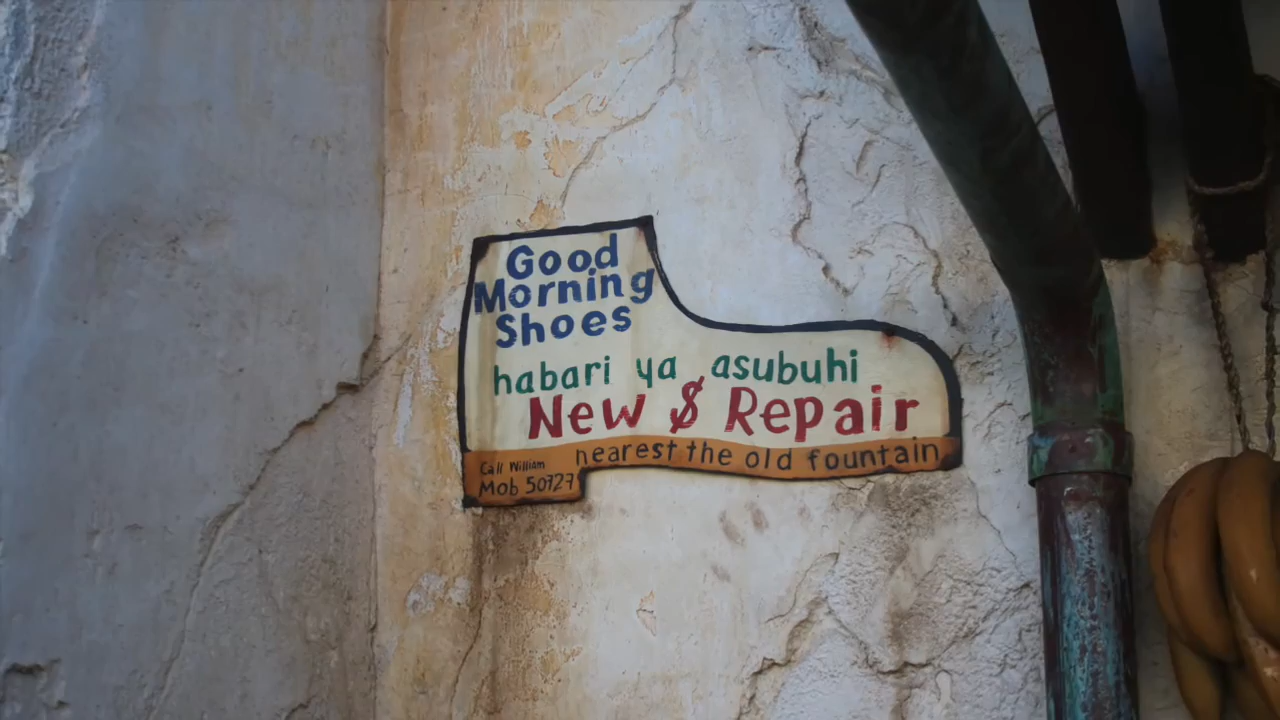 Good
Morning
Shoes
habari ya asubuhi
New $ Repair
nearest the old fountain
Call William
Mob 50727